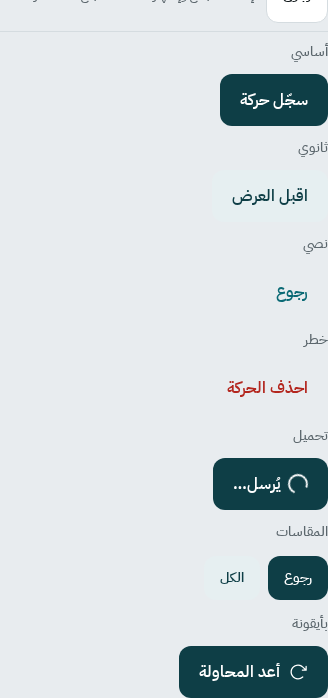 أساسي
سجّل حركة
ثانوي
اقبل العرض
نصي
رجوع
خطر
احذف الحركة
تحميل
يُرسل...
المقاسات
رجوع الكل
بأيقونة
أعد المحاولة